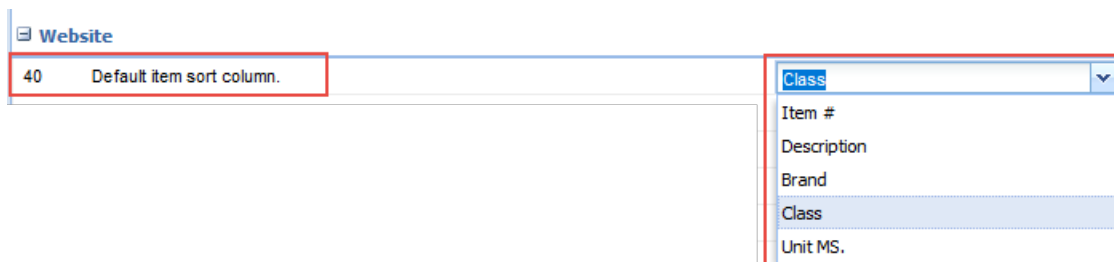 Website
40 Default item sort column.
Class
Item #
Description
Brand
Class
Unit MS.